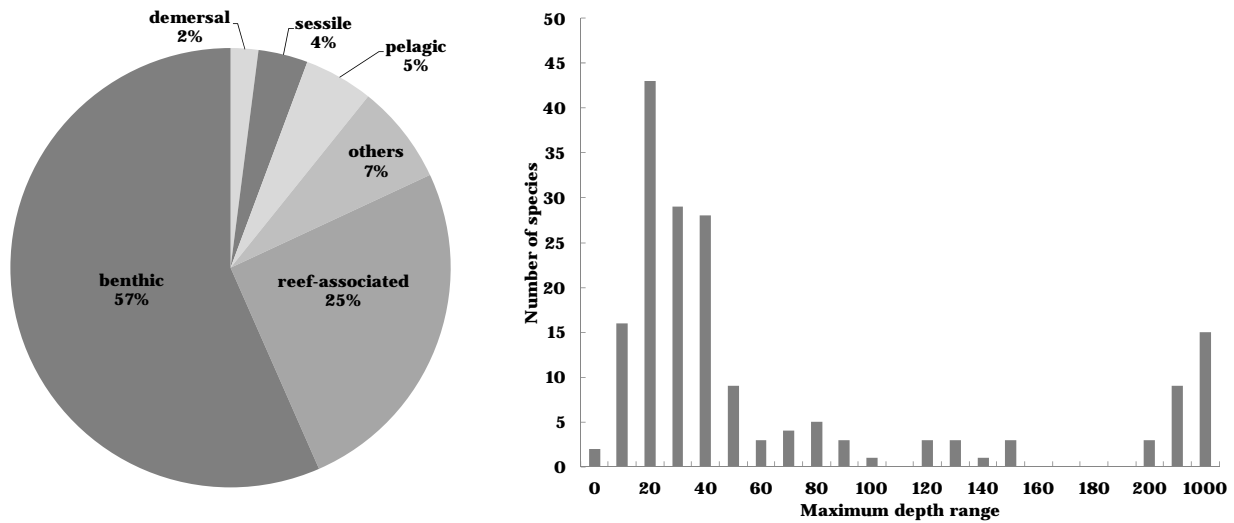 demersal
2%
sessile
4%
pelagic
5%
others
7%
reef-associated
25%
benthic
57%
50
45
40
35
30
25
20
15
10
5
0
Number of species
0 20 40 60 80 100 120 140 160 180 200 1000
Maximum depth range